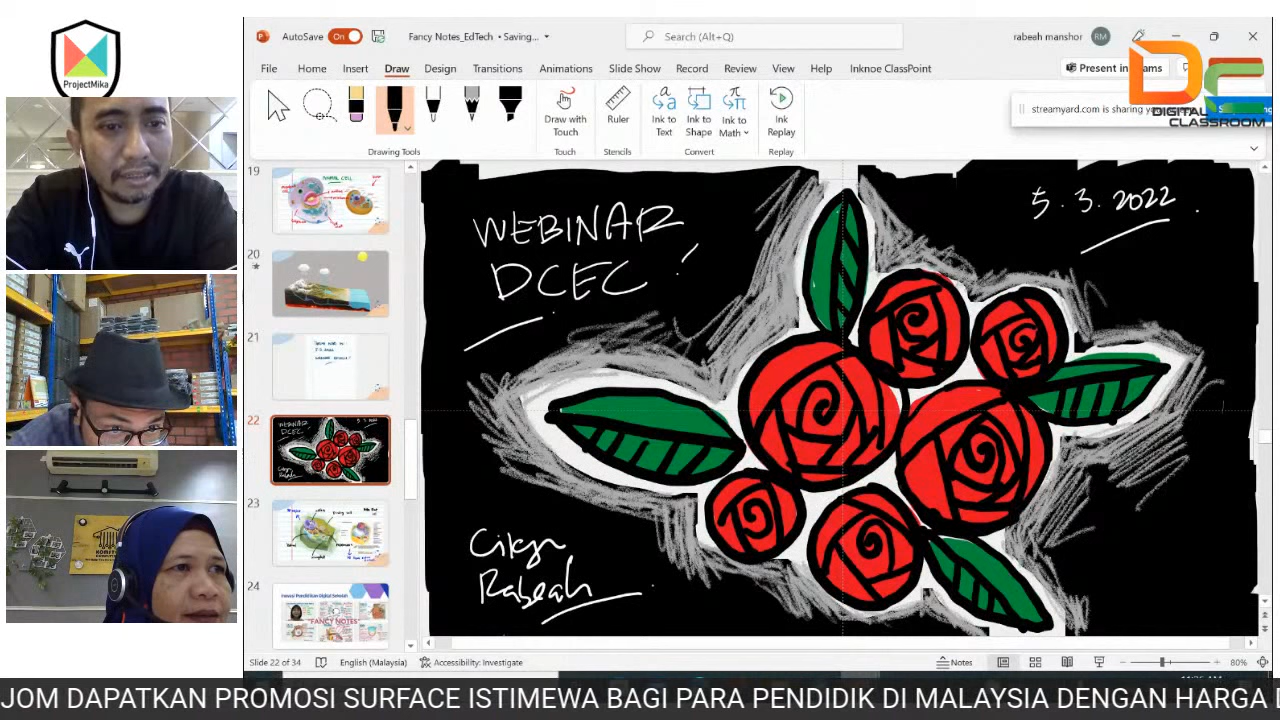 ProjectMika
AutoSave
On
Fancy Notes_EdTech • Saving...
Search (Alt+Q)
rabeah manshor
RM
File
Home
Insert
Draw
Design
Transitions
Animations
Slide Show
Record
Review
View
Help
Inknoe ClassPoint
DIGITAL
CLASSROOM
streamyard.com is sharing
Draw with
Touch
Ruler
Ink to
Text
Ink to
Shape
Ink to
Math
Ink
Replay
Drawing Tools
Touch
Stencils
Convert
Replay
19
20
21
22
23
24
"FANCY NOTES"
WEBINAR
DCEC!
5.3.2022.
Cikgu
Rabeah
Slide 22 of 34
English (Malaysia)
Accessibility: Investigate
Notes
80%
JOM DAPATKAN PROMOSI SURFACE ISTIMEWA BAGI PARA PENDIDIK DI MALAYSIA DENGAN HARGA